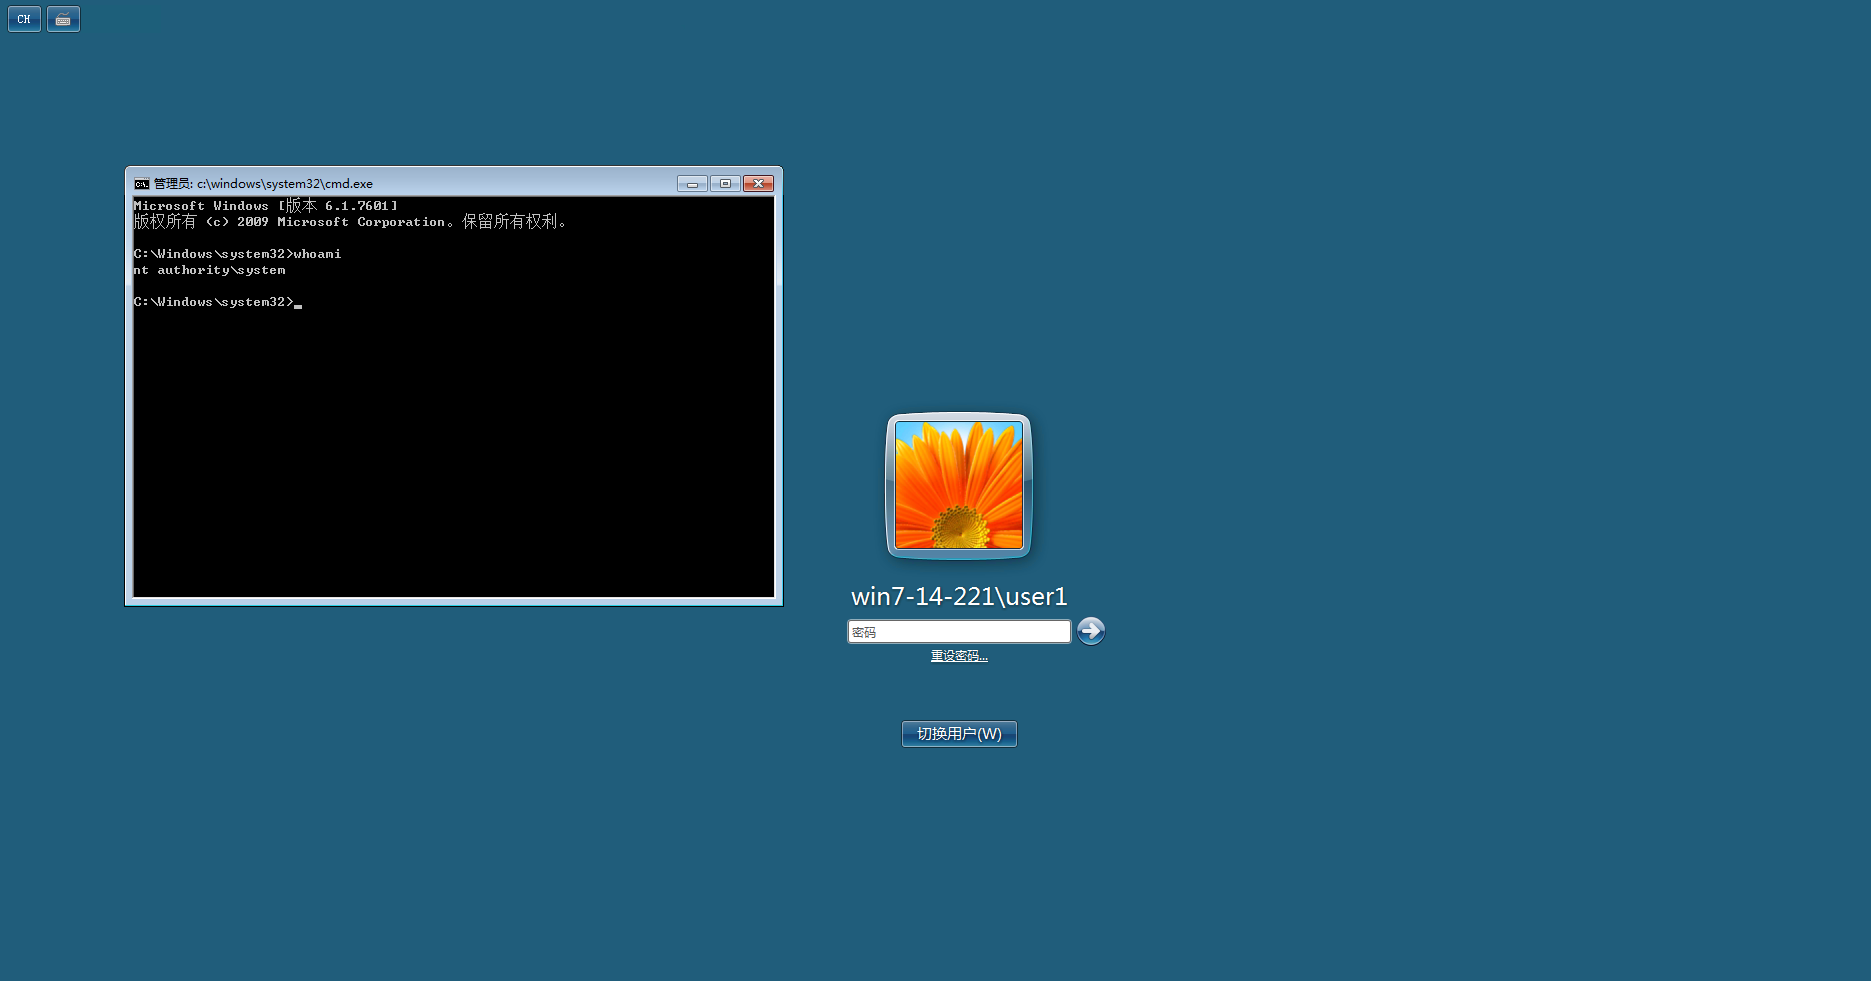 CH
管理员: c:\windows\system32\cmd.exe
Microsoft Windows [版本 6.1.7601]
版权所有 (c) 2009 Microsoft Corporation。保留所有权利。
C:\Windows\system32>whoami
nt authority\system
C:\Windows\system32>
win7-14-221\user1
密码
重设密码...
切换用户(W)